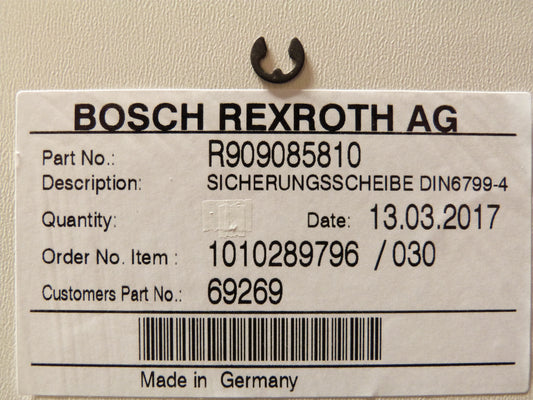 BOSCH REXROTH AG
Part No.: R909085810
Description: SICHERUNGSSCHEIBE DIN6799-4
Quantity: Date: 13.03.2017
Order No. Item : 1010289796 / 030
Customers Part No.: 69269
Made in Germany